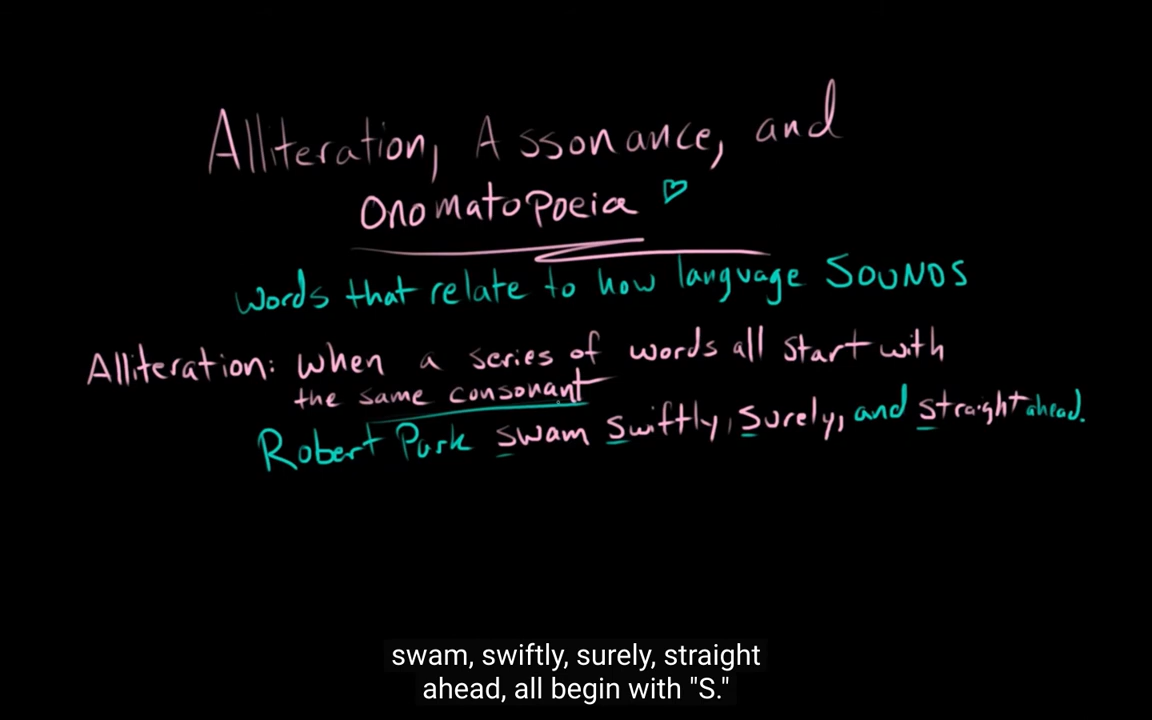 Alliteration, Assonance, and
Onomatopoeia
words that relate to how language SOUNDS
Alliteration: when a series of words all start with
the same consonant
Robert Park swam swiftly, surely, and straight ahead.
swam, swiftly, surely, straight
ahead, all begin with "S."